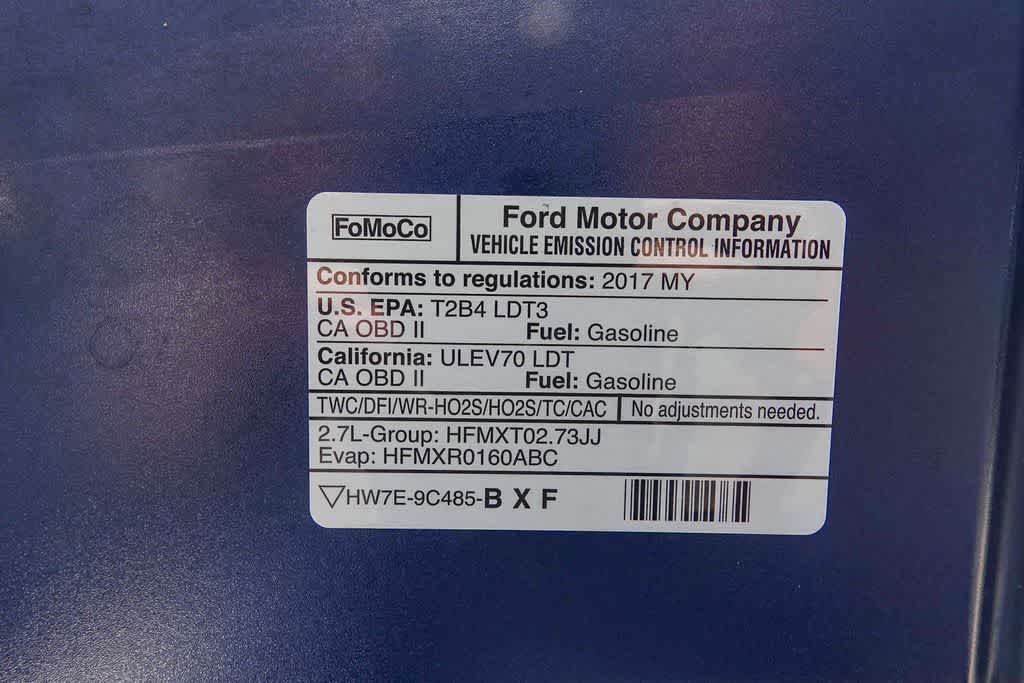 FoMoCo
Ford Motor Company
VEHICLE EMISSION CONTROL INFORMATION
Conforms to regulations: 2017 MY
U.S. EPA: T2B4 LDT3
CA OBD II Fuel: Gasoline
California: ULEV70 LDT
CA OBD II Fuel: Gasoline
TWC/DFI/WR-HO2S/HO2S/TC/CAC No adjustments needed.
2.7L-Group: HFMXT02.73JJ
Evap: HFMXR0160ABC
▽HW7E-9C485-B X F